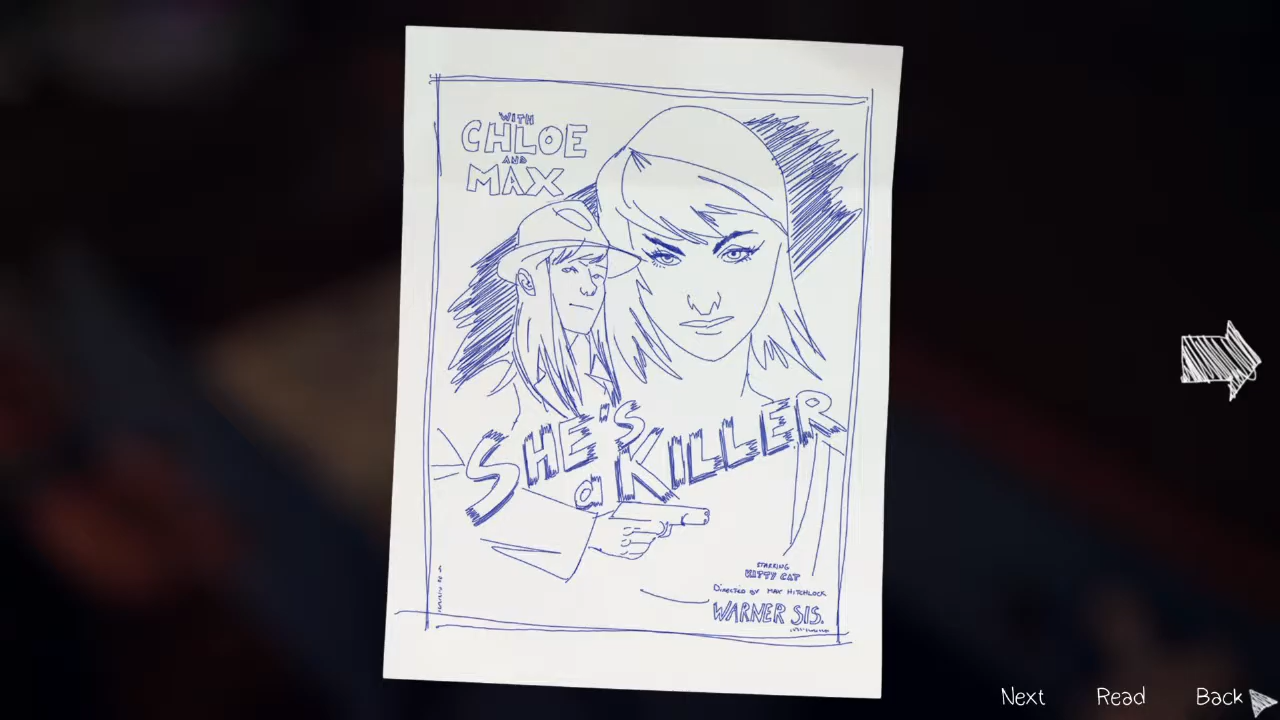 WITH
CHLOE
AND
MAX
SHE'S
a KILLER
STARRING
KITTY CAT
DIRECTED BY MAX HITCHLOCK
WARNER SIS.
Next Read Back